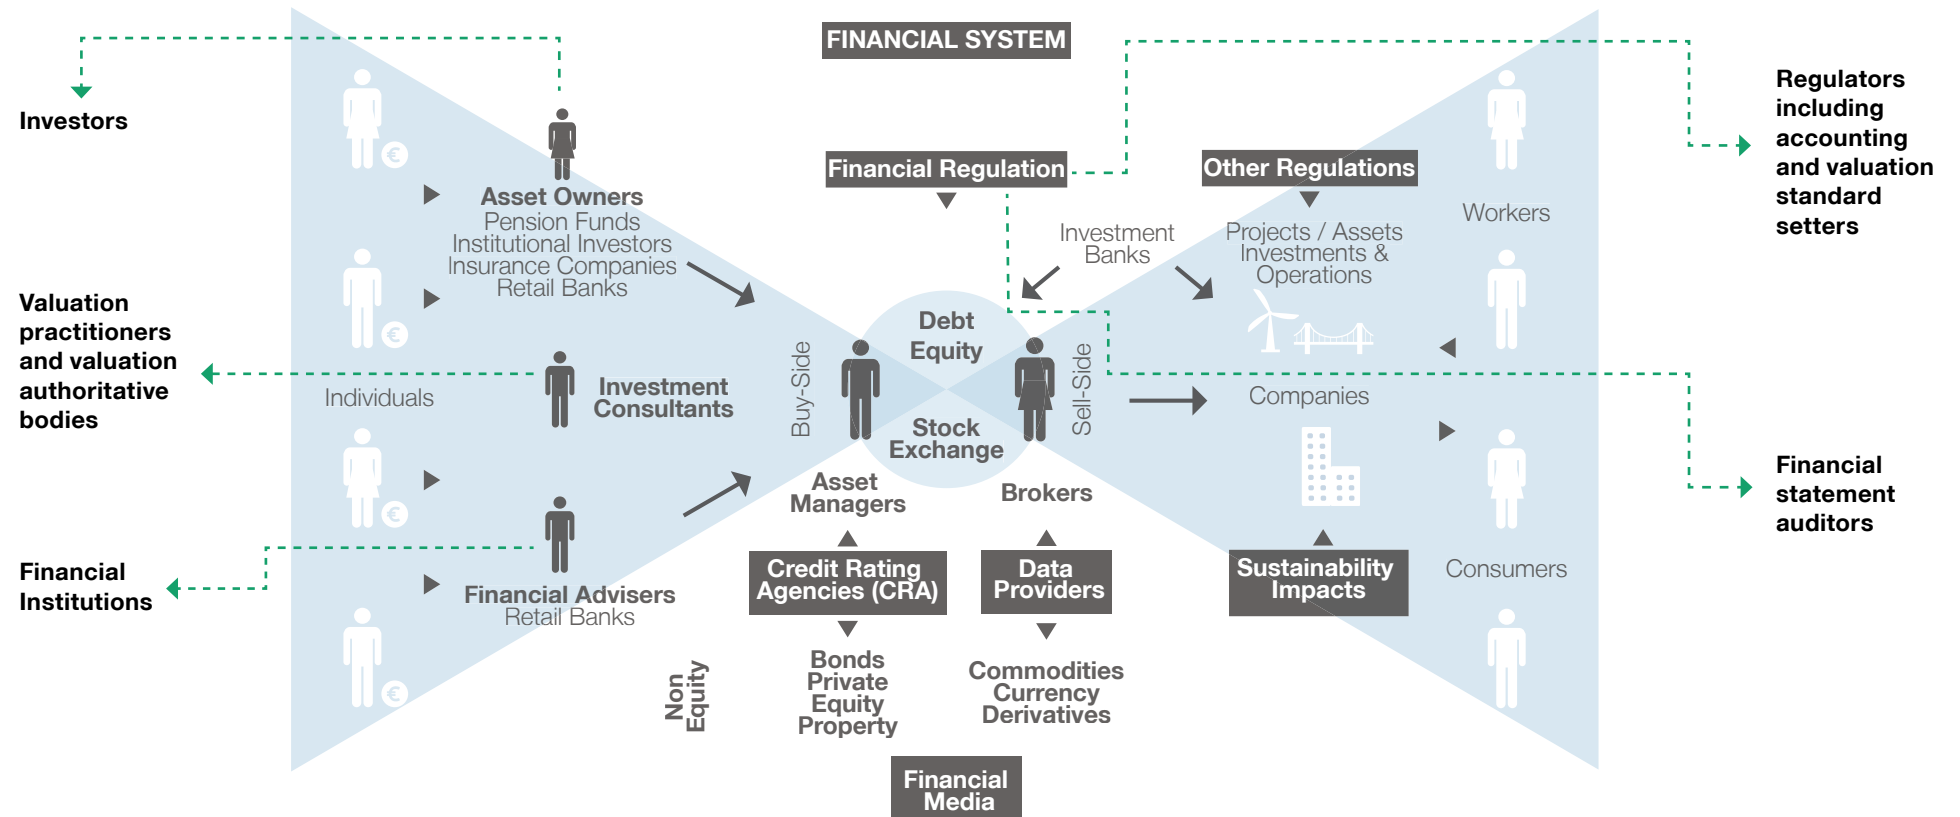 FINANCIAL SYSTEM
Investors
Regulators
including
accounting
and valuation
standard
setters
Financial Regulation
Other Regulations
Asset Owners
Pension Funds
Institutional Investors
Insurance Companies
Retail Banks
Investment
Banks
Projects / Assets
Investments &
Operations
Workers
Valuation
practitioners
and valuation
authoritative
bodies
Individuals
Investment
Consultants
Buy-Side
Debt
Equity
Stock
Exchange
Sell-Side
Companies
Asset
Managers
Brokers
Financial
statement
auditors
Financial
Institutions
Financial Advisers
Retail Banks
Credit Rating
Agencies (CRA)
Data
Providers
Sustainability
Impacts
Consumers
Non
Equity
Bonds
Private
Equity
Property
Commodities
Currency
Derivatives
Financial
Media
€
€
€
€